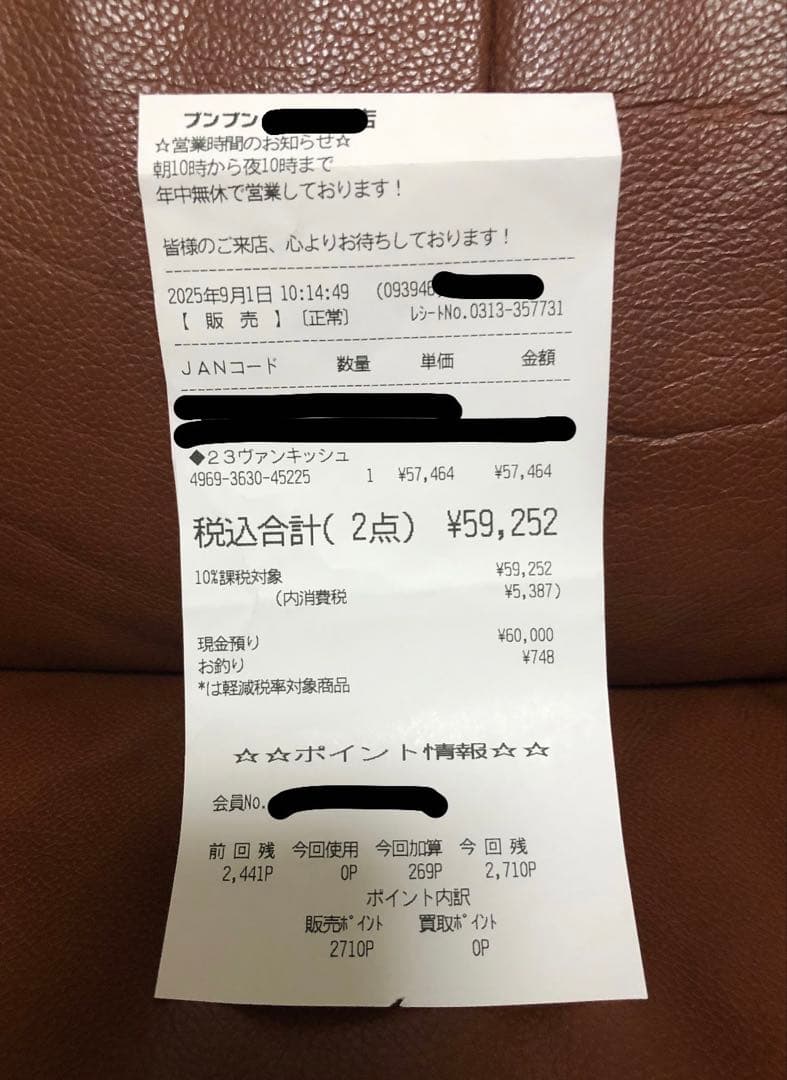 ブンブン 店
☆営業時間のお知らせ☆
朝10時から夜10時まで
年中無休で営業しております！
皆様のご来店、心よりお待ちしております！
2025年9月1日 10:14:49 (093948
【 販 売 】 〔正常〕 ﾚｼｰﾄNo.0313-357731
ＪＡＮコード 数量 単価 金額
◆２３ヴァンキッシュ
4969-3630-45225 1 ¥57,464 ¥57,464
税込合計( 2点) ¥59,252
10%課税対象 ¥59,252
(内消費税 ¥5,387)
現金預り ¥60,000
お釣り ¥748
*は軽減税率対象商品
☆☆ポイント情報☆☆
会員No.
前回残 今回使用 今回加算 今回残
2,441P 0P 269P 2,710P
ポイント内訳
販売ﾎﾟｲﾝﾄ 買取ﾎﾟｲﾝﾄ
2710P 0P